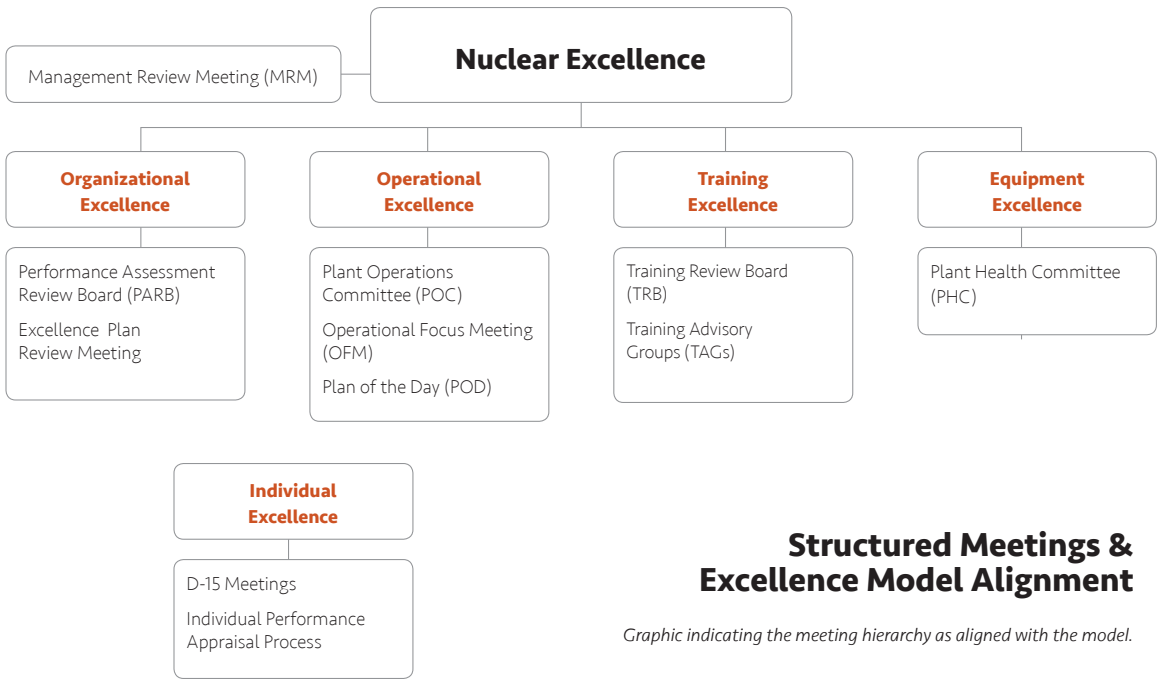 Nuclear Excellence
Management Review Meeting (MRM)
Organizational
Excellence
Performance Assessment
Review Board (PARB)
Excellence Plan
Review Meeting
Operational
Excellence
Plant Operations
Committee (POC)
Operational Focus Meeting
(OFM)
Plan of the Day (POD)
Training
Excellence
Training Review Board
(TRB)
Training Advisory
Groups (TAGs)
Equipment
Excellence
Plant Health Committee
(PHC)
Individual
Excellence
D-15 Meetings
Individual Performance
Appraisal Process
Structured Meetings &
Excellence Model Alignment
Graphic indicating the meeting hierarchy as aligned with the model.